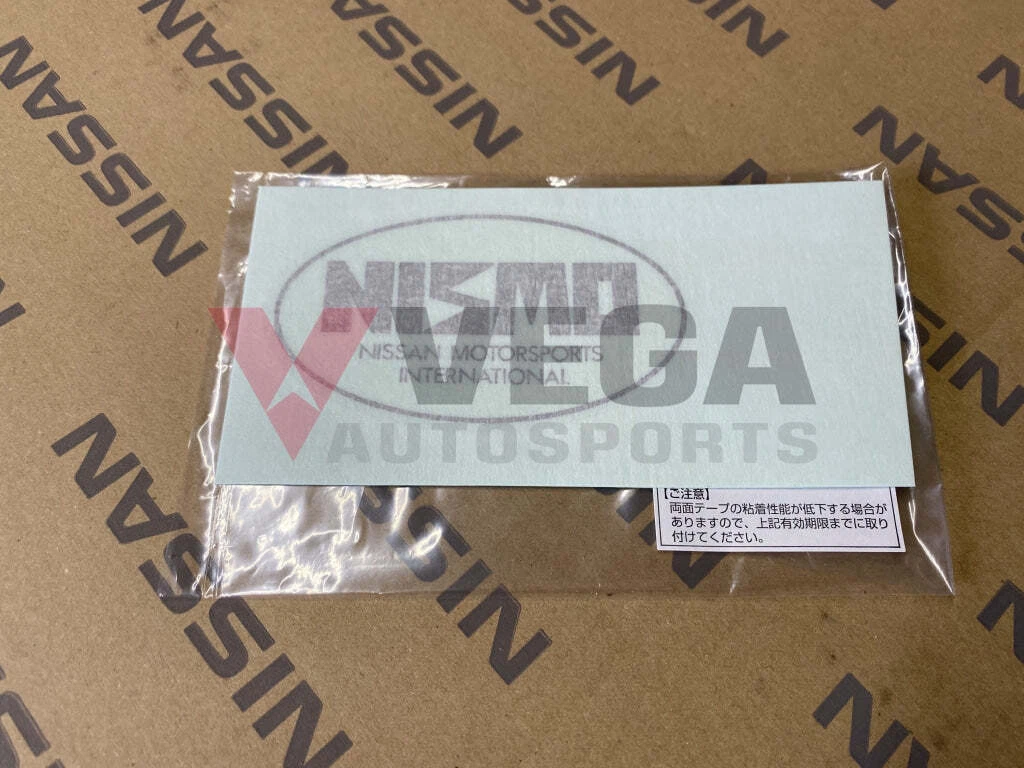 NISSAN NISSAN NISSAN NISSAN NISSAN
NISMO
NISSAN MOTORSPORTS
INTERNATIONAL
VEGA
AUTOSPORTS
【ご注意】
両面テープの粘着性能が低下する場合が
ありますので、上記有効期限までに取り
付けてください。
NISSAN NISSAN NISSAN NISSAN